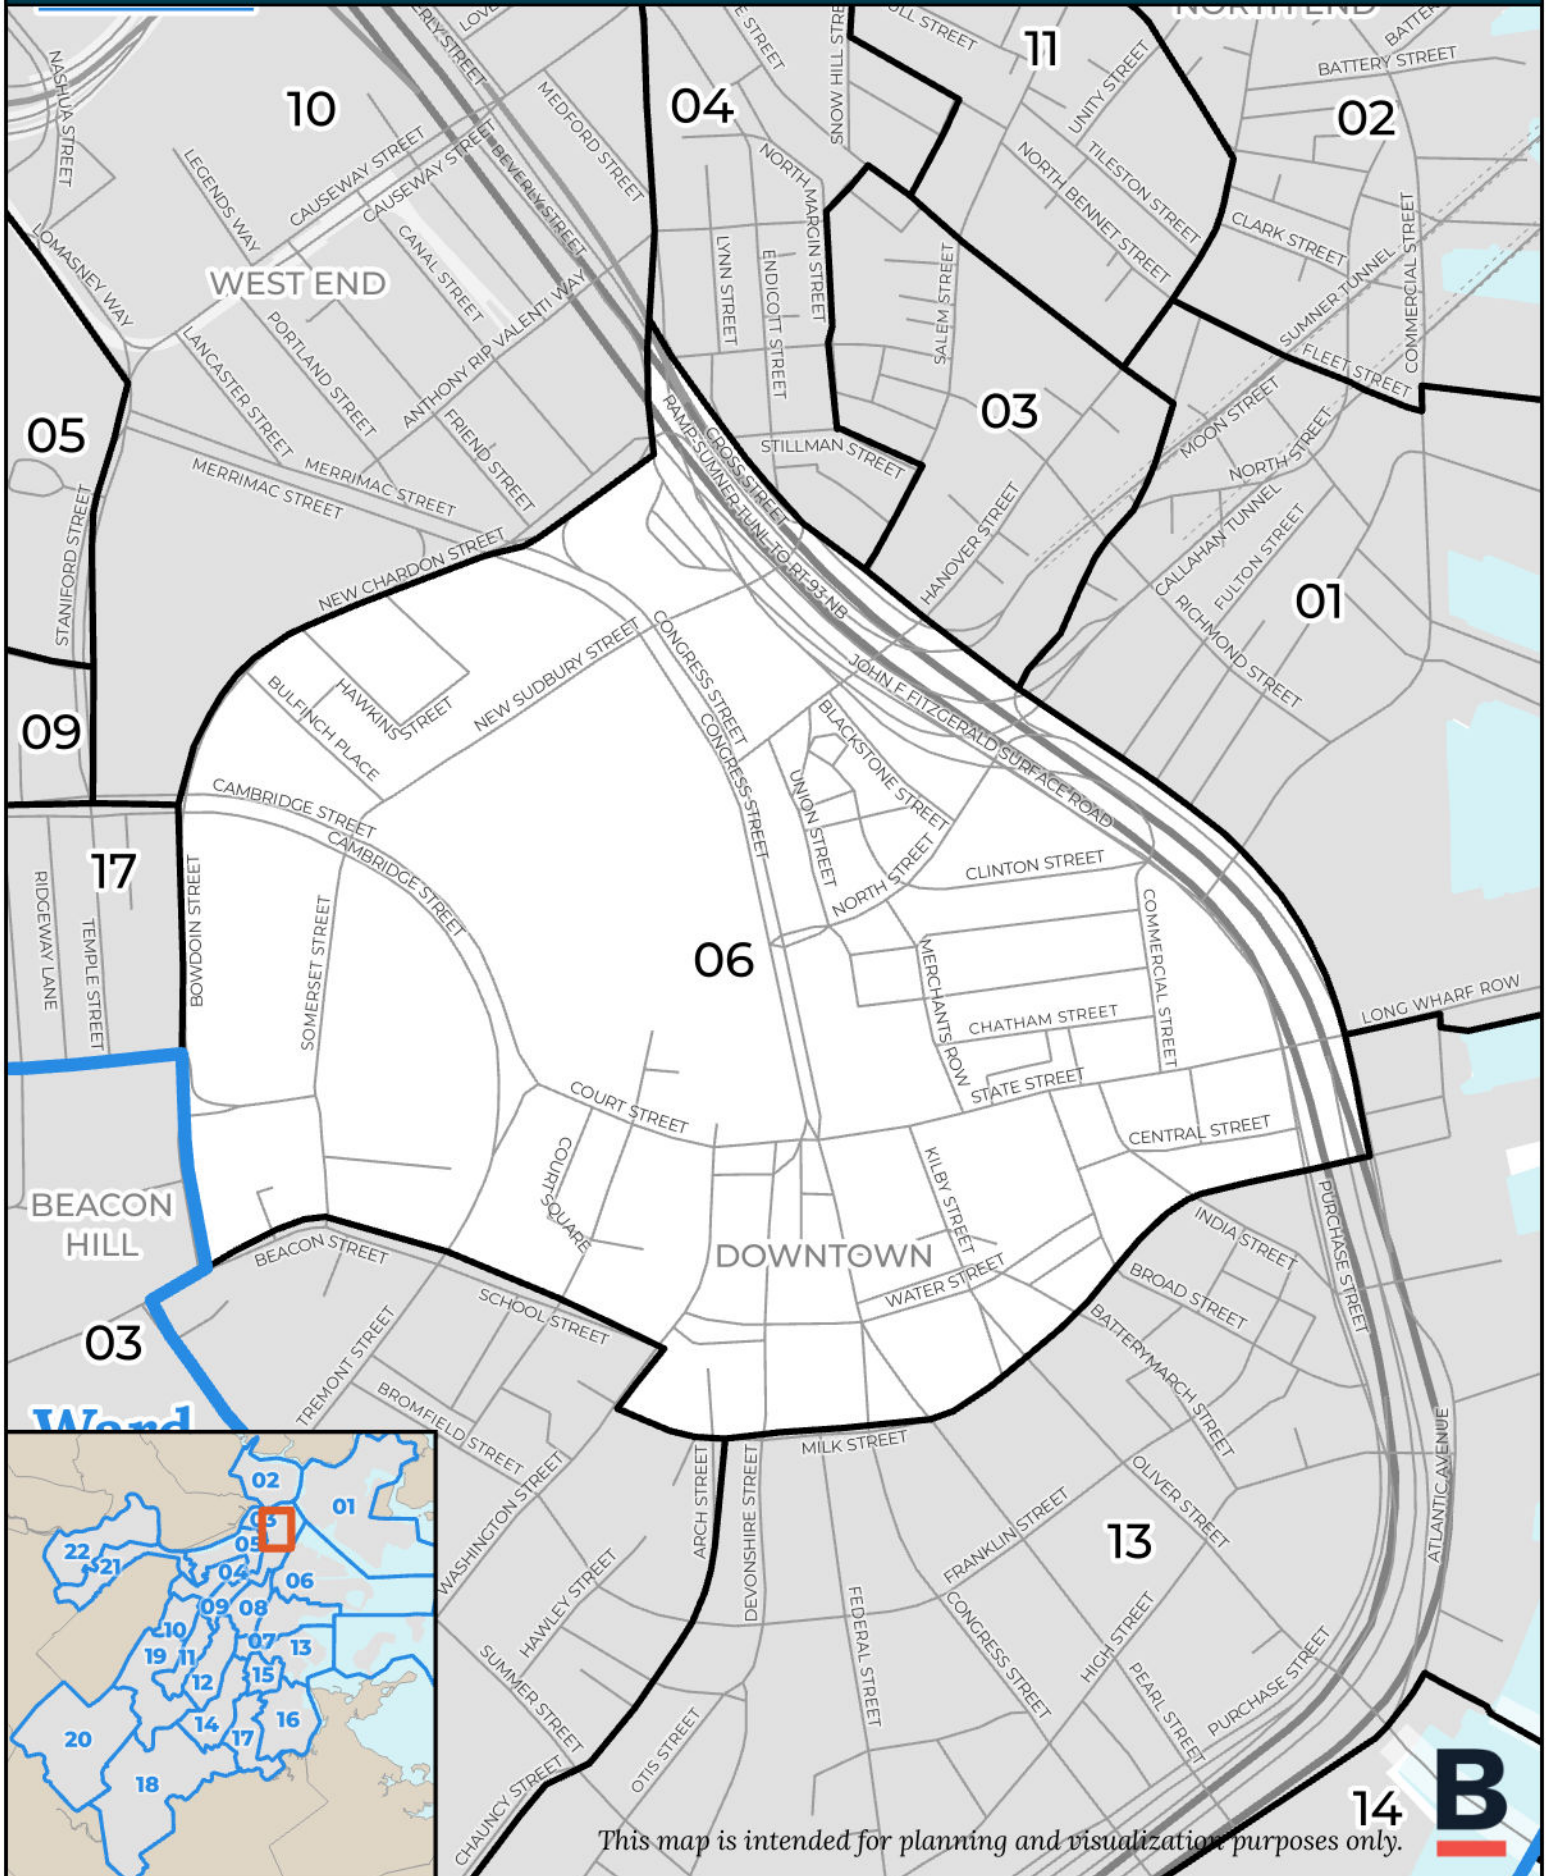 NORTH END
11
10
04
02
BATTERY STREET
NASHUA STREET
MEDFORD STREET
SNOW HILL STRE
ULL STREET
UNITY STREET
LEGENDS WAY
CAUSEWAY STREET
CAUSEWAY STREET
BEVERLY STREET
NORTH MARGIN STREET
NORTH BENNET STREET
TILESTON STREET
CLARK STREET
COMMERCIAL STREET
SUMNER TUNNEL
LOMASNEY WAY
WEST END
CANAL STREET
LYNN STREET
ENDICOTT STREET
SALEM STREET
FLEET STREET
PORTLAND STREET
LANCASTER STREET
ANTHONY RIP VALENTI WAY
FRIEND STREET
05
03
MOON STREET
NORTH STREET
STILLMAN STREET
CROSS STREET
RAMP-SUMNER TUNL TO RT-93 NB
MERRIMAC STREET
MERRIMAC STREET
STANIFORD STREET
NEW CHARDON STREET
HANOVER STREET
CALLAHAN TUNNEL
FULTON STREET
RICHMOND STREET
01
CONGRESS STREET
CONGRESS STREET
CONGRESS STREET
NEW SUDBURY STREET
HAWKINS STREET
BULFINCH PLACE
JOHN F FITZGERALD SURFACE ROAD
BLACKSTONE STREET
UNION STREET
09
CAMBRIDGE STREET
CAMBRIDGE STREET
17
RIDGEWAY LANE
TEMPLE STREET
BOWDOIN STREET
SOMERSET STREET
NORTH STREET
CLINTON STREET
COMMERCIAL STREET
06
MERCHANTS ROW
CHATHAM STREET
LONG WHARF ROW
STATE STREET
COURT STREET
CENTRAL STREET
COURT SQUARE
KILBY STREET
BEACON
HILL
BEACON STREET
DOWNTOWN
WATER STREET
INDIA STREET
PURCHASE STREET
BROAD STREET
SCHOOL STREET
TREMONT STREET
BATTERYMARCH STREET
03
Ward
BROMFIELD STREET
MILK STREET
WASHINGTON STREET
ARCH STREET
DEVONSHIRE STREET
OLIVER STREET
ATLANTIC AVENUE
FRANKLIN STREET
13
HAWLEY STREET
FEDERAL STREET
CONGRESS STREET
HIGH STREET
PEARL STREET
PURCHASE STREET
SUMMER STREET
OTIS STREET
CHAUNCY STREET
14
B
02
01
03
05
22
21
04
06
09
08
10
07
13
19
11
12
15
14
17
16
20
18
This map is intended for planning and visualization purposes only.